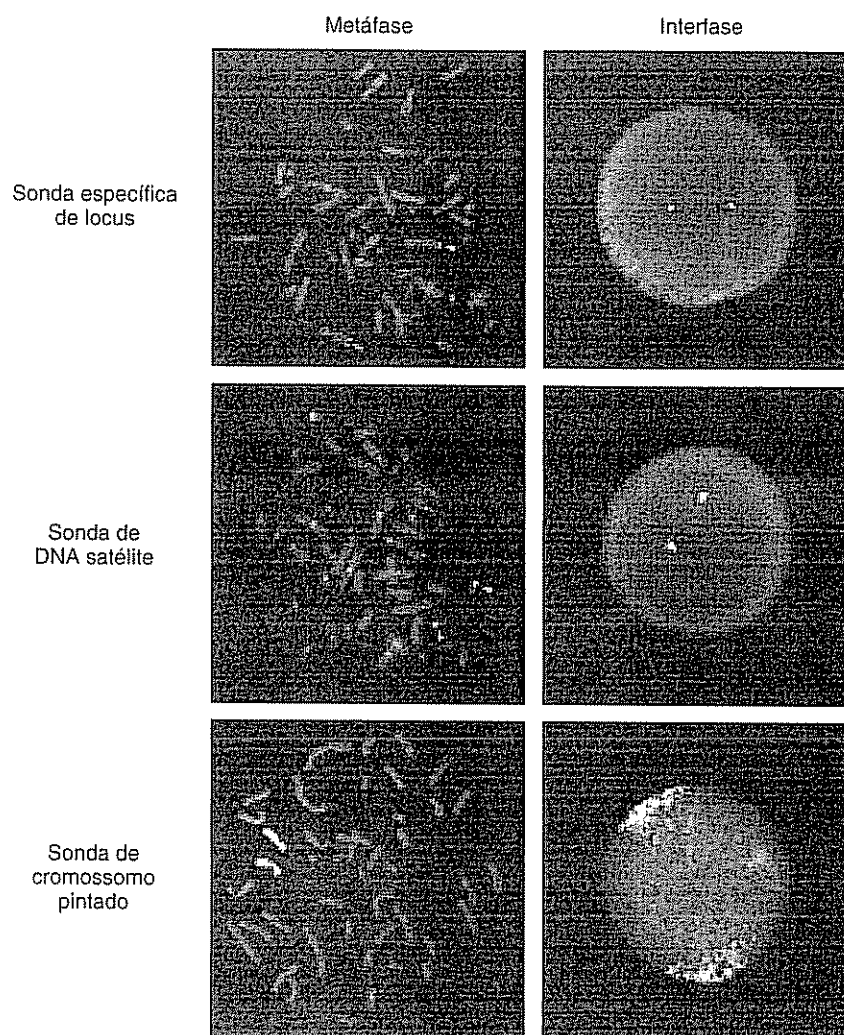 Metáfase
Interfase
Sonda específica
de locus
Sonda de
DNA satélite
Sonda de
cromossomo
pintado